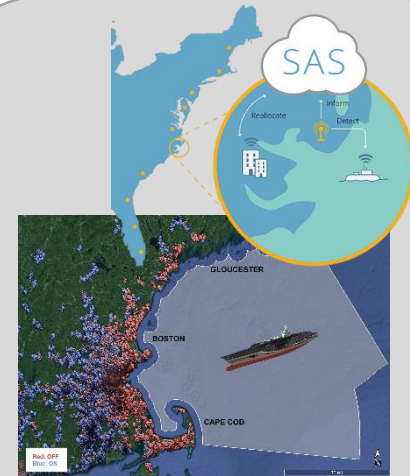 SAS
Inform
Reallocate
Detect
GLOUCESTER
BOSTON
CAPE COD
Red: OFF
Blue: ON